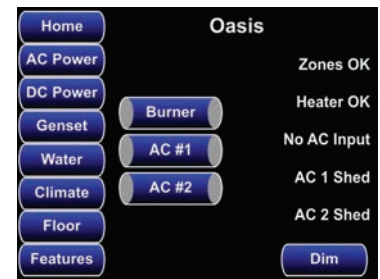 Home
Oasis
AC Power
Zones OK
DC Power
Heater OK
Burner
Genset
No AC Input
AC #1
Water
AC 1 Shed
AC #2
Climate
AC 2 Shed
Floor
Features
Dim